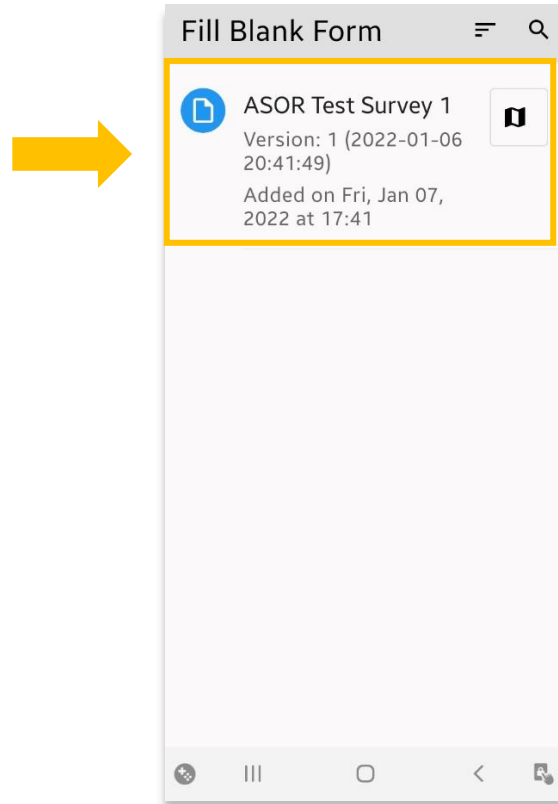 Fill Blank Form
ASOR Test Survey 1
Version: 1 (2022-01-06
20:41:49)
Added on Fri, Jan 07,
2022 at 17:41